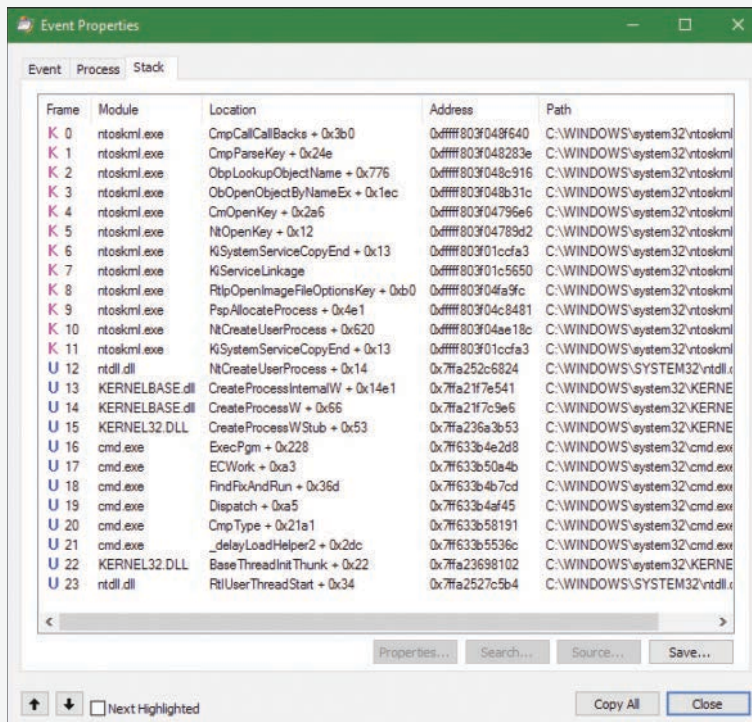 Event Properties
Event Process Stack
Frame Module Location Address Path
K 0 ntoskrnl.exe CmpCallCallBacks + 0x3b0 0xfffff803f048f640 C:\WINDOWS\system32\ntoskrnl
K 1 ntoskrnl.exe CmpParseKey + 0x24e 0xfffff803f048283e C:\WINDOWS\system32\ntoskrnl
K 2 ntoskrnl.exe ObpLookupObjectName + 0x776 0xfffff803f048c916 C:\WINDOWS\system32\ntoskrnl
K 3 ntoskrnl.exe ObOpenObjectByNameEx + 0x1ec 0xfffff803f048b31c C:\WINDOWS\system32\ntoskrnl
K 4 ntoskrnl.exe CmOpenKey + 0x2a6 0xfffff803f04796e6 C:\WINDOWS\system32\ntoskrnl
K 5 ntoskrnl.exe NtOpenKey + 0x12 0xfffff803f04789d2 C:\WINDOWS\system32\ntoskrnl
K 6 ntoskrnl.exe KiSystemServiceCopyEnd + 0x13 0xfffff803f01ccfa3 C:\WINDOWS\system32\ntoskrnl
K 7 ntoskrnl.exe KiServiceLinkage 0xfffff803f01c5650 C:\WINDOWS\system32\ntoskrnl
K 8 ntoskrnl.exe RtlpOpenImageFileOptionsKey + 0xb0 0xfffff803f04fa9fc C:\WINDOWS\system32\ntoskrnl
K 9 ntoskrnl.exe PspAllocateProcess + 0x4e1 0xfffff803f04c8481 C:\WINDOWS\system32\ntoskrnl
K 10 ntoskrnl.exe NtCreateUserProcess + 0x620 0xfffff803f04ae18c C:\WINDOWS\system32\ntoskrnl
K 11 ntoskrnl.exe KiSystemServiceCopyEnd + 0x13 0xfffff803f01ccfa3 C:\WINDOWS\system32\ntoskrnl
U 12 ntdll.dll NtCreateUserProcess + 0x14 0x7ffa252c6824 C:\WINDOWS\SYSTEM32\ntdll.c
U 13 KERNELBASE.dll CreateProcessInternalW + 0x14e1 0x7ffa21f7e541 C:\WINDOWS\system32\KERNE
U 14 KERNELBASE.dll CreateProcessW + 0x66 0x7ffa21f7c9e6 C:\WINDOWS\system32\KERNE
U 15 KERNEL32.DLL CreateProcessWStub + 0x53 0x7ffa236a3b53 C:\WINDOWS\system32\KERNE
U 16 cmd.exe ExecPgm + 0x228 0x7ff633b4e2d8 C:\WINDOWS\system32\cmd.exe
U 17 cmd.exe ECWork + 0xa3 0x7ff633b50a4b C:\WINDOWS\system32\cmd.exe
U 18 cmd.exe FindFixAndRun + 0x36d 0x7ff633b4b7cd C:\WINDOWS\system32\cmd.exe
U 19 cmd.exe Dispatch + 0xa5 0x7ff633b4af45 C:\WINDOWS\system32\cmd.exe
U 20 cmd.exe CmpType + 0x21a1 0x7ff633b58191 C:\WINDOWS\system32\cmd.exe
U 21 cmd.exe _delayLoadHelper2 + 0x2dc 0x7ff633b5536c C:\WINDOWS\system32\cmd.exe
U 22 KERNEL32.DLL BaseThreadInitThunk + 0x22 0x7ffa23698102 C:\WINDOWS\system32\KERNE
U 23 ntdll.dll RtlUserThreadStart + 0x34 0x7ffa2527c5b4 C:\WINDOWS\SYSTEM32\ntdll.c
Properties... Search... Source... Save...
Next Highlighted Copy All Close